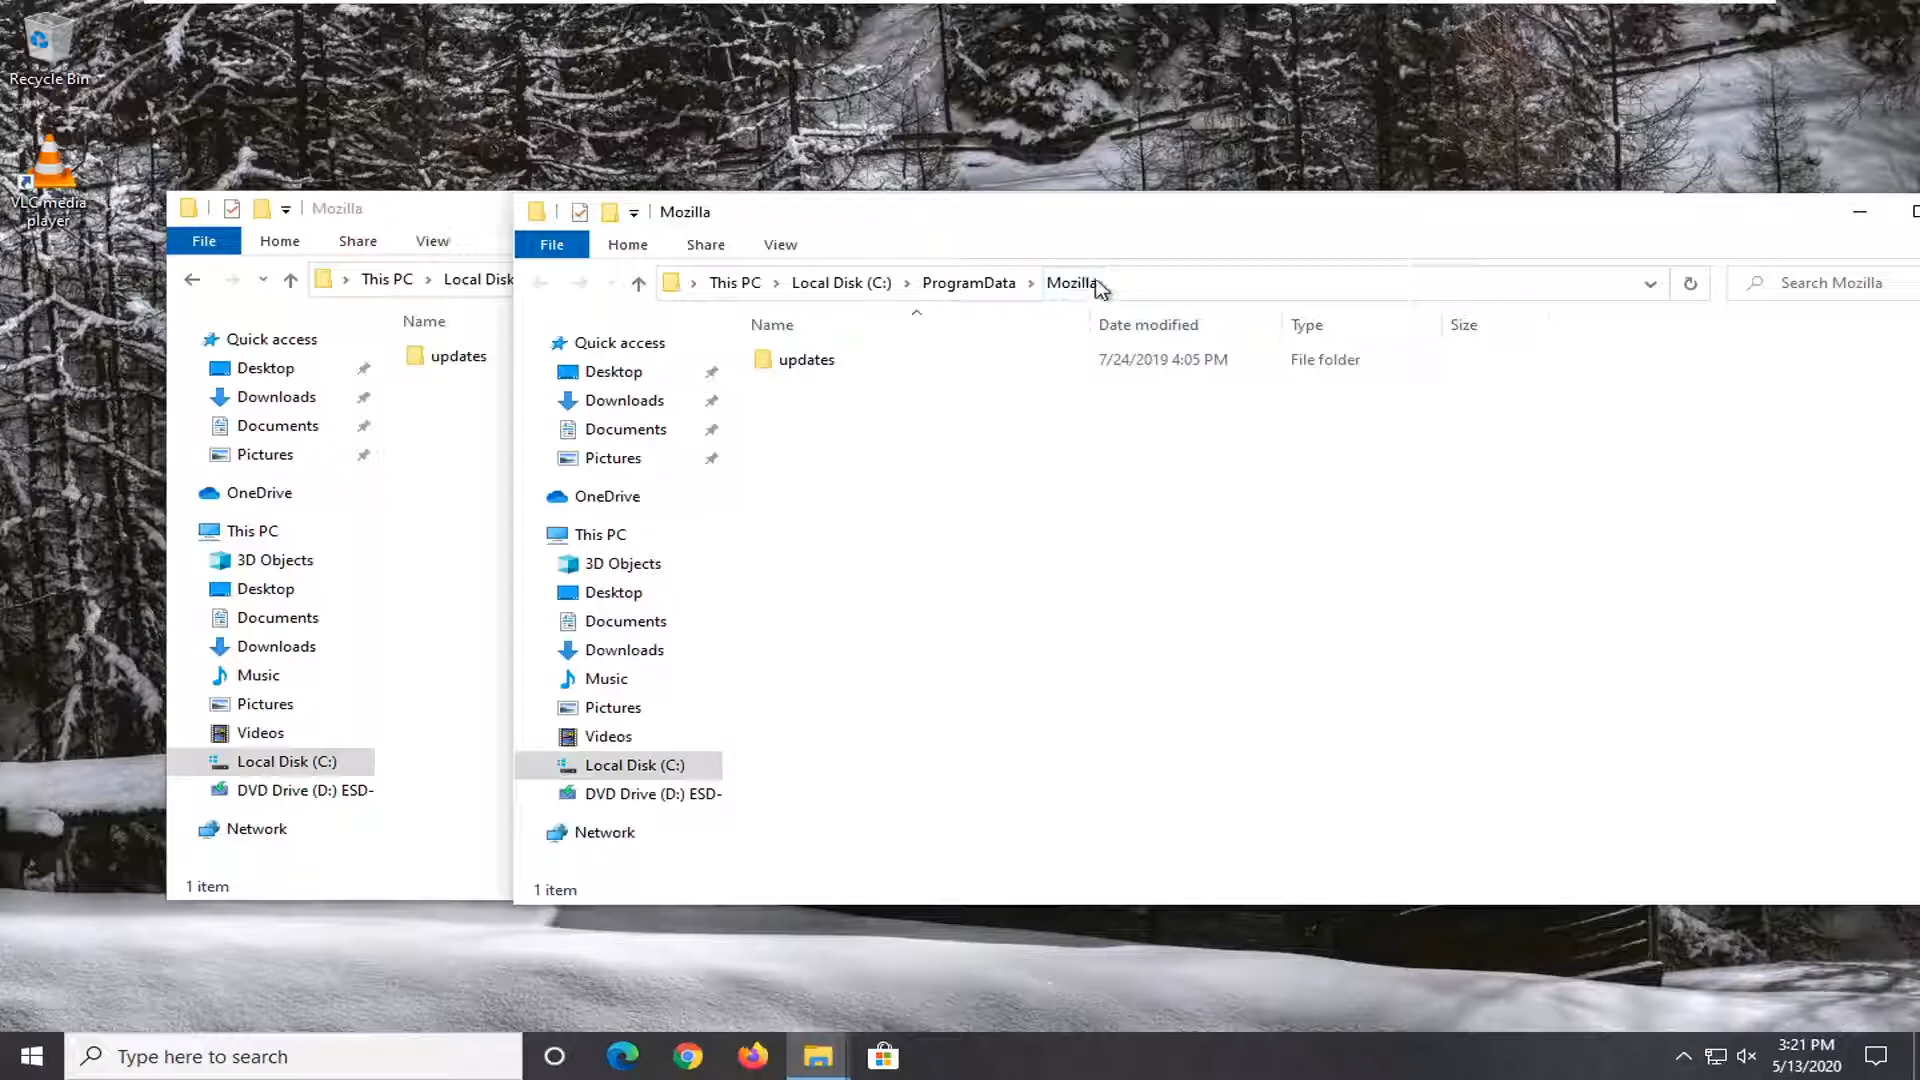 Recycle Bin
VLC media
player
Mozilla
File Home Share View
This PC Local Disk
Name
updates
Quick access
Desktop
Downloads
Documents
Pictures
OneDrive
This PC
3D Objects
Desktop
Documents
Downloads
Music
Pictures
Videos
Local Disk (C:)
DVD Drive (D:) ESD-
Network
1 item
Mozilla
File Home Share View
This PC Local Disk (C:) ProgramData Mozilla
Search Mozilla
Name Date modified Type Size
updates 7/24/2019 4:05 PM File folder
Quick access
Desktop
Downloads
Documents
Pictures
OneDrive
This PC
3D Objects
Desktop
Documents
Downloads
Music
Pictures
Videos
Local Disk (C:)
DVD Drive (D:) ESD-
Network
1 item
Type here to search
3:21 PM
5/13/2020